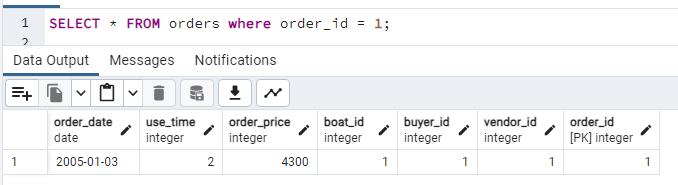 1 SELECT * FROM orders where order_id = 1;
2
Data Output Messages Notifications
order_date use_time order_price boat_id buyer_id vendor_id order_id
date integer integer integer integer integer [PK] integer
1 2005-01-03 2 4300 1 1 1 1